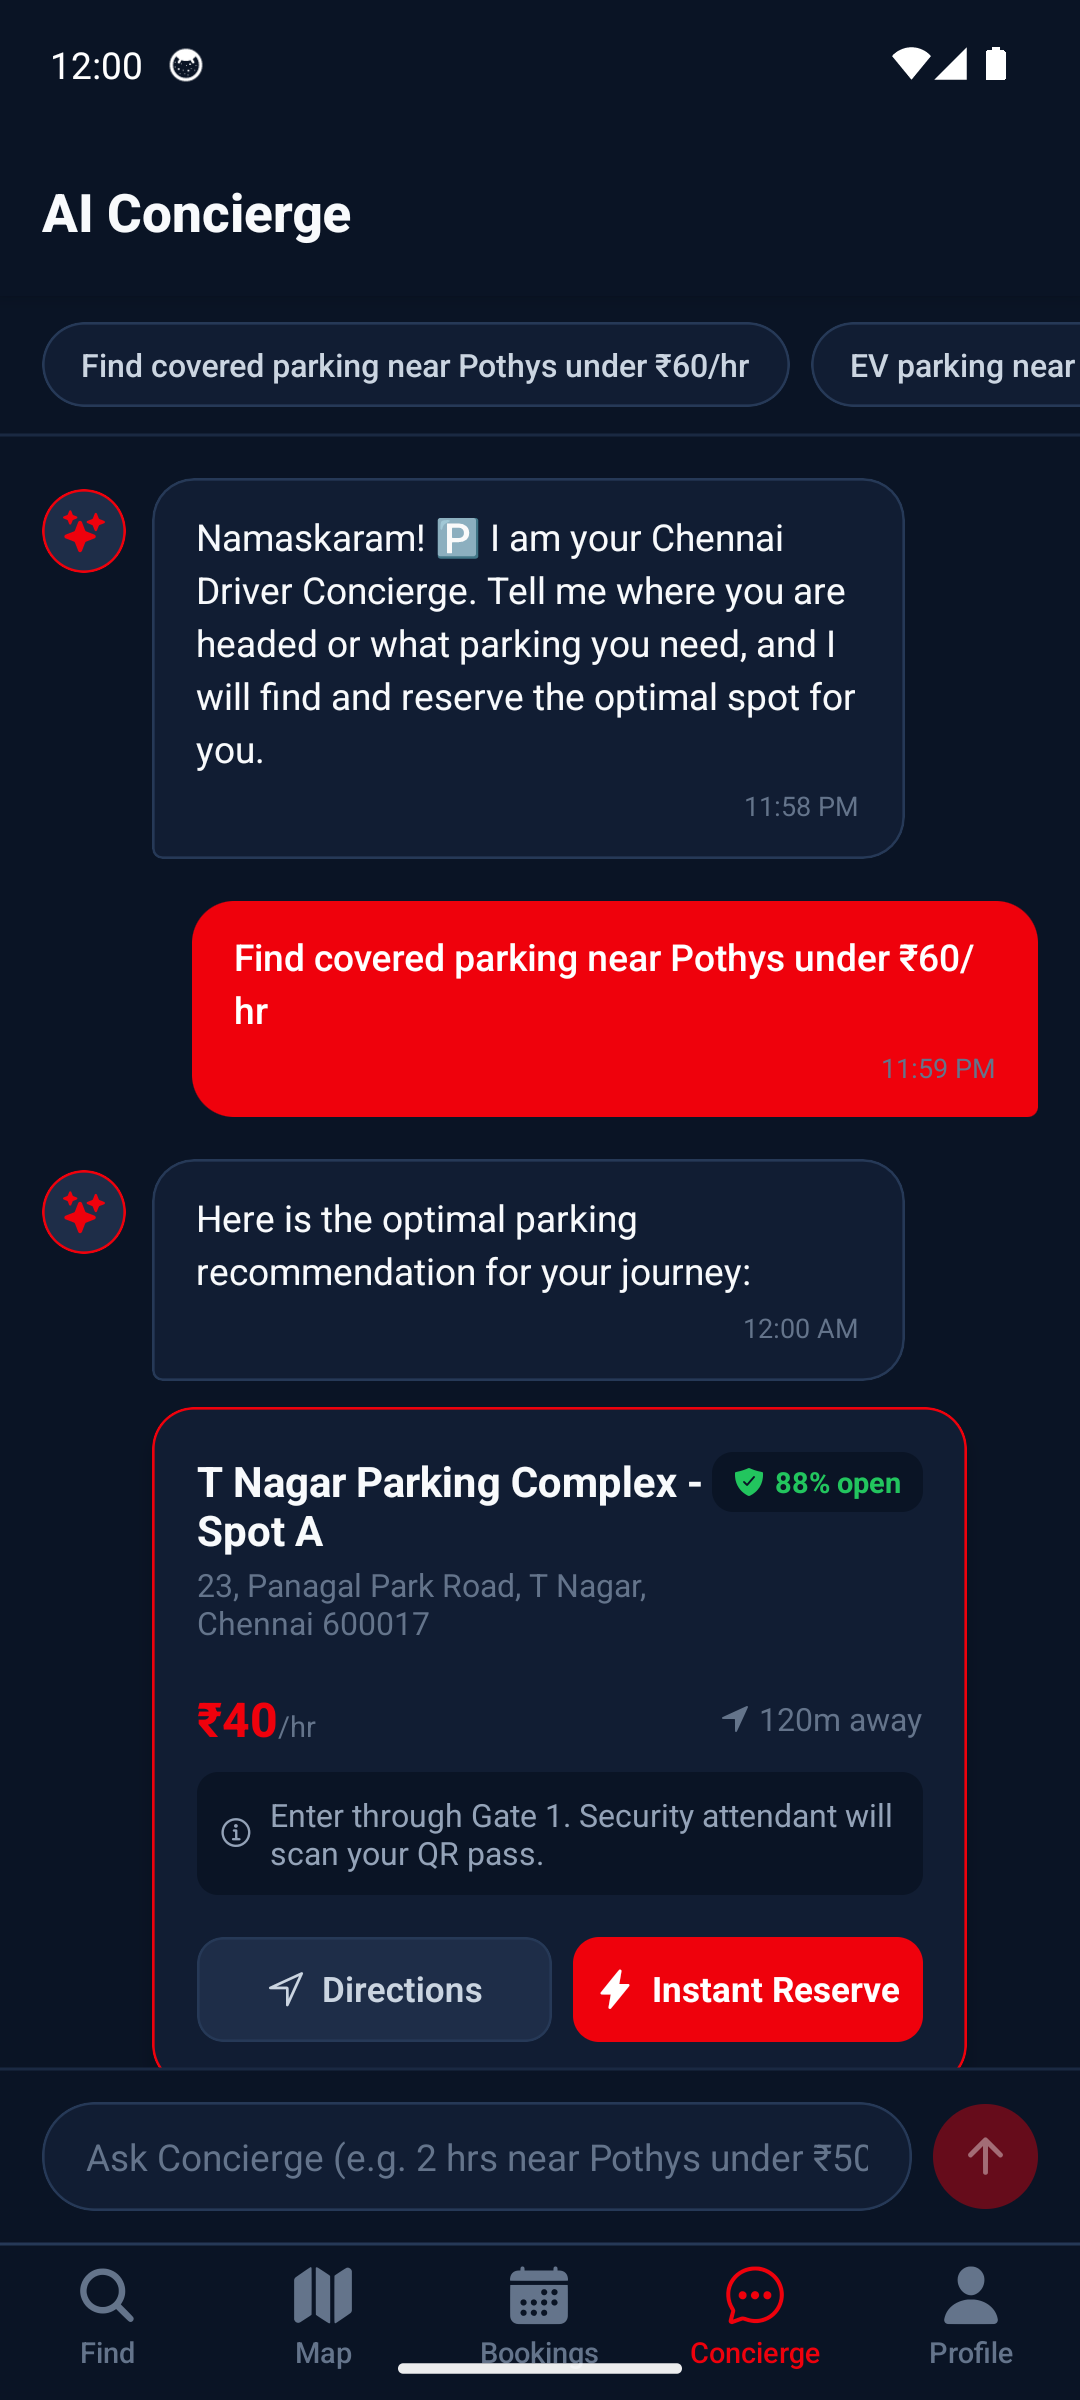 12:00
AI Concierge
Find covered parking near Pothys under ₹60/hr
EV parking near
Namaskaram! 🅿️ I am your Chennai
Driver Concierge. Tell me where you are
headed or what parking you need, and I
will find and reserve the optimal spot for
you.
11:58 PM
Find covered parking near Pothys under ₹60/
hr
11:59 PM
Here is the optimal parking
recommendation for your journey:
12:00 AM
T Nagar Parking Complex -
Spot A
88% open
23, Panagal Park Road, T Nagar,
Chennai 600017
₹40/hr
120m away
Enter through Gate 1. Security attendant will
scan your QR pass.
Directions
Instant Reserve
Ask Concierge (e.g. 2 hrs near Pothys under ₹50
Find
Map
Bookings
Concierge
Profile